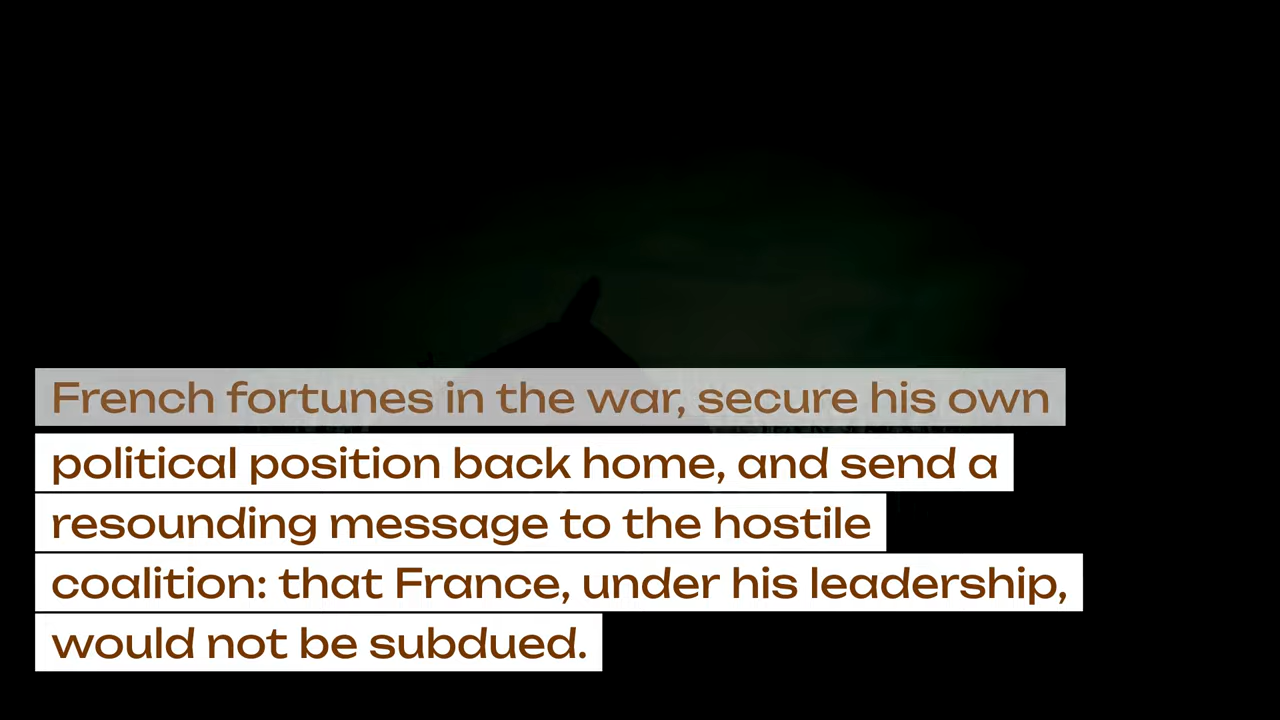 French fortunes in the war, secure his own
political position back home, and send a
resounding message to the hostile
coalition: that France, under his leadership,
would not be subdued.